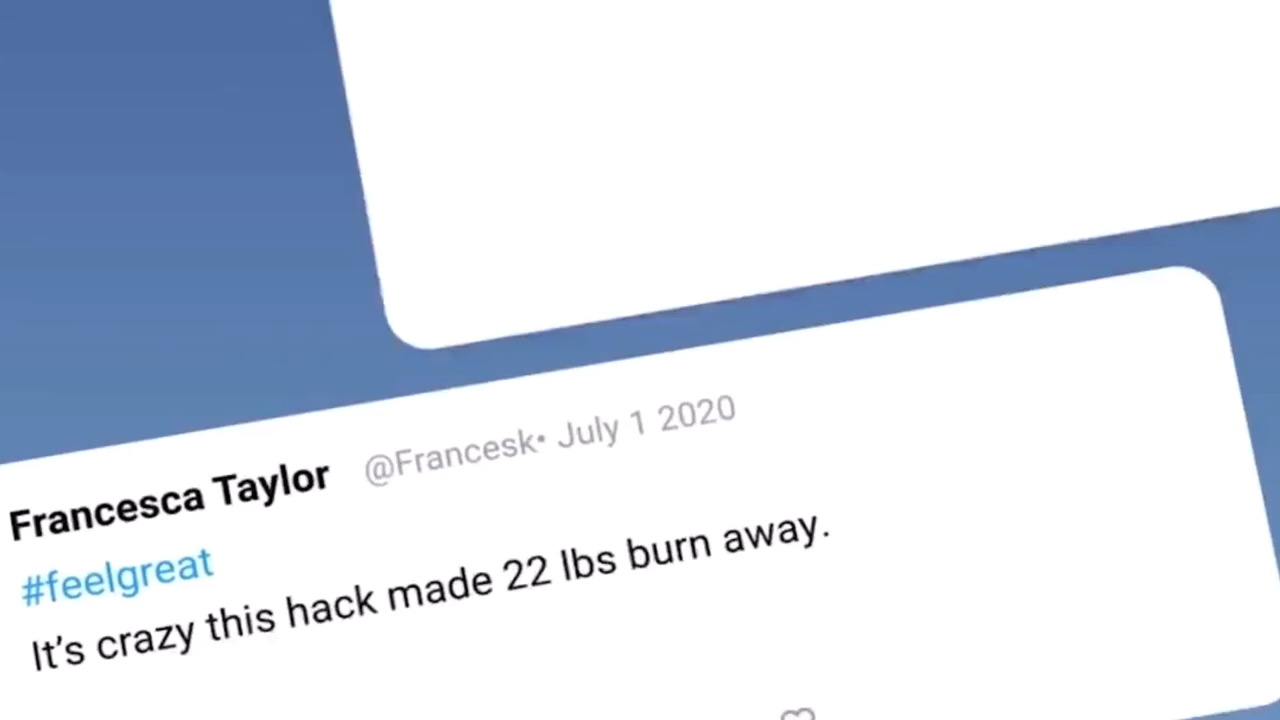 Francesca Taylor @Francesk• July 1 2020
#feelgreat
It's crazy this hack made 22 lbs burn away.